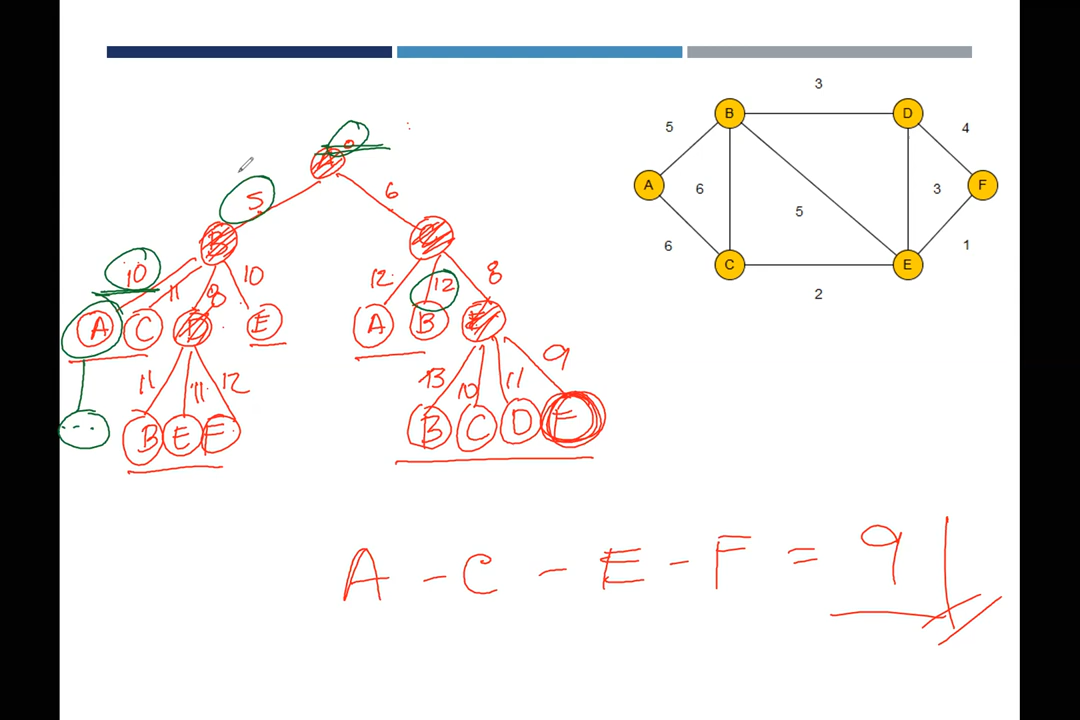 3
5 B D 4
A 6 3 F
5
6 C E 1
2
A 0
5 6
B C
10 11 8 10 12 12 8
A C D E A B E
11 11 12 13 10 11 9
... B E F B C D F
A - C - E - F = 9